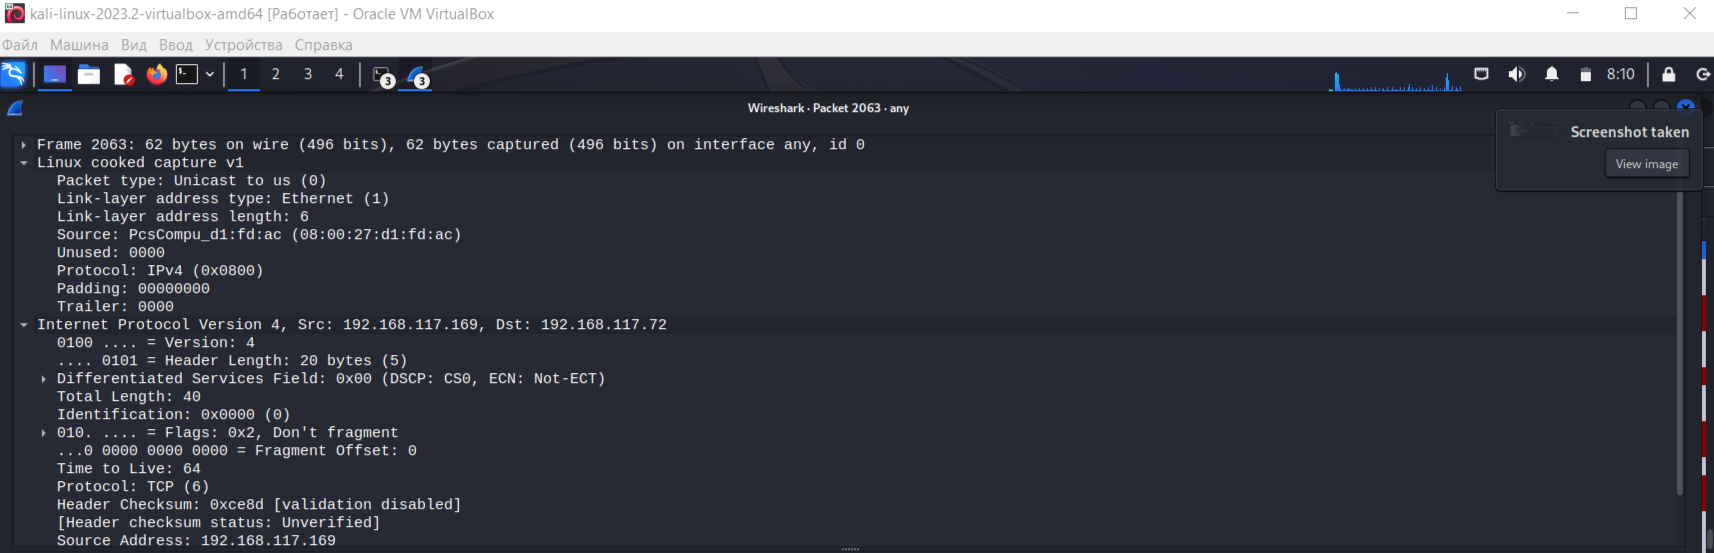 kali-linux-2023.2-virtualbox-amd64 [Работает] - Oracle VM VirtualBox
Файл Машина Вид Ввод Устройства Справка
1 2 3 4 3 3 8:10
Wireshark · Packet 2063 · any
Screenshot taken
View image
Frame 2063: 62 bytes on wire (496 bits), 62 bytes captured (496 bits) on interface any, id 0
Linux cooked capture v1
Packet type: Unicast to us (0)
Link-layer address type: Ethernet (1)
Link-layer address length: 6
Source: PcsCompu_d1:fd:ac (08:00:27:d1:fd:ac)
Unused: 0000
Protocol: IPv4 (0x0800)
Padding: 00000000
Trailer: 0000
Internet Protocol Version 4, Src: 192.168.117.169, Dst: 192.168.117.72
0100 .... = Version: 4
.... 0101 = Header Length: 20 bytes (5)
Differentiated Services Field: 0x00 (DSCP: CS0, ECN: Not-ECT)
Total Length: 40
Identification: 0x0000 (0)
010. .... = Flags: 0x2, Don't fragment
...0 0000 0000 0000 = Fragment Offset: 0
Time to Live: 64
Protocol: TCP (6)
Header Checksum: 0xce8d [validation disabled]
[Header checksum status: Unverified]
Source Address: 192.168.117.169